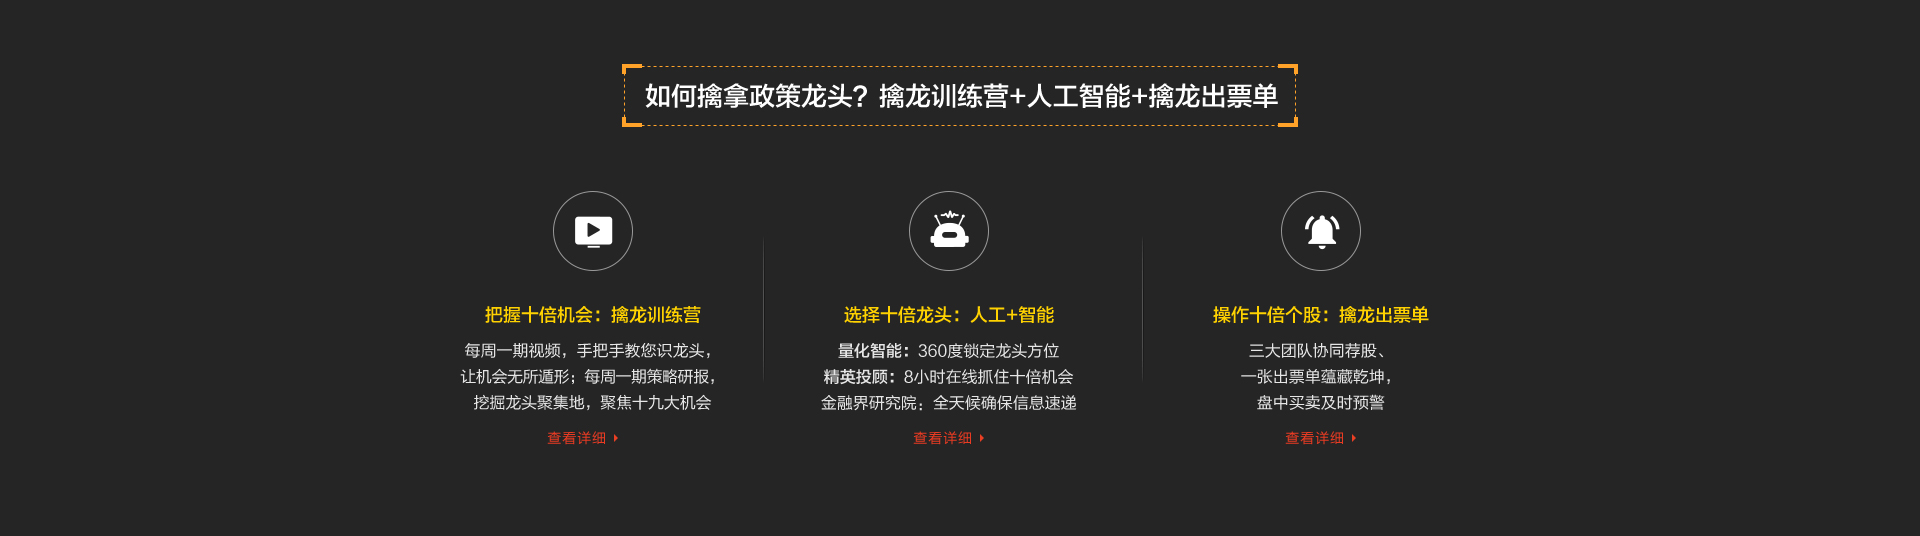 如何擒拿政策龙头？擒龙训练营+人工智能+擒龙出票单
把握十倍机会：擒龙训练营
每周一期视频，手把手教您识龙头，
让机会无所遁形；每周一期策略研报，
挖掘龙头聚集地，聚焦十九大机会
查看详细
选择十倍龙头：人工+智能
量化智能：360度锁定龙头方位
精英投顾：8小时在线抓住十倍机会
金融界研究院：全天候确保信息速递
查看详细
操作十倍个股：擒龙出票单
三大团队协同荐股、
一张出票单蕴藏乾坤，
盘中买卖及时预警
查看详细